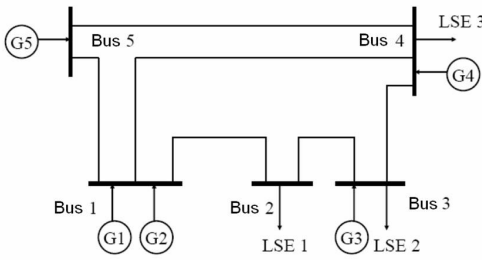 LSE 3
G5
Bus 5
Bus 4
G4
Bus 1
Bus 2
Bus 3
G1
G2
LSE 1
G3
LSE 2